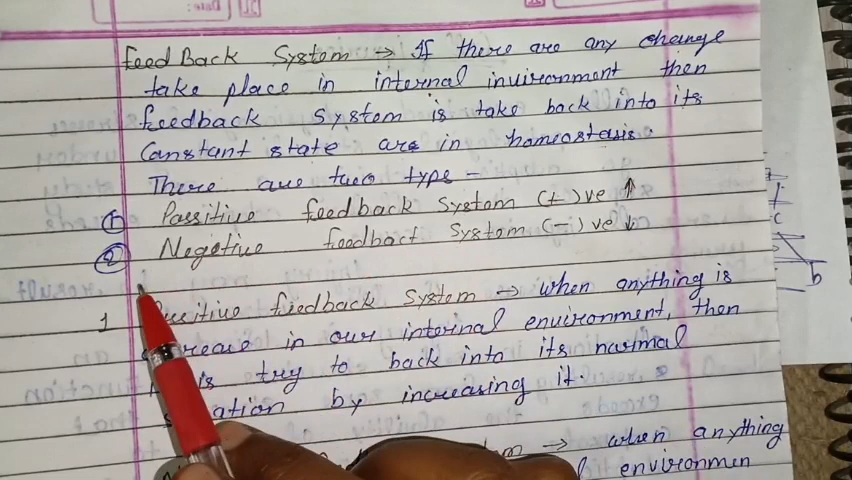 Feed Back System → If there are any change
take place in internal invironment then
feedback System is take back into its
Constant state are in homeostasis.
There are two type -
① Possitive feedback System (+)ve ↑
② Negetive feedback System (-)ve ↓
1 feedback System → when anything is
in our internal environment, then
is try to back into its normal
by increasing it.
→ when anything
environmen